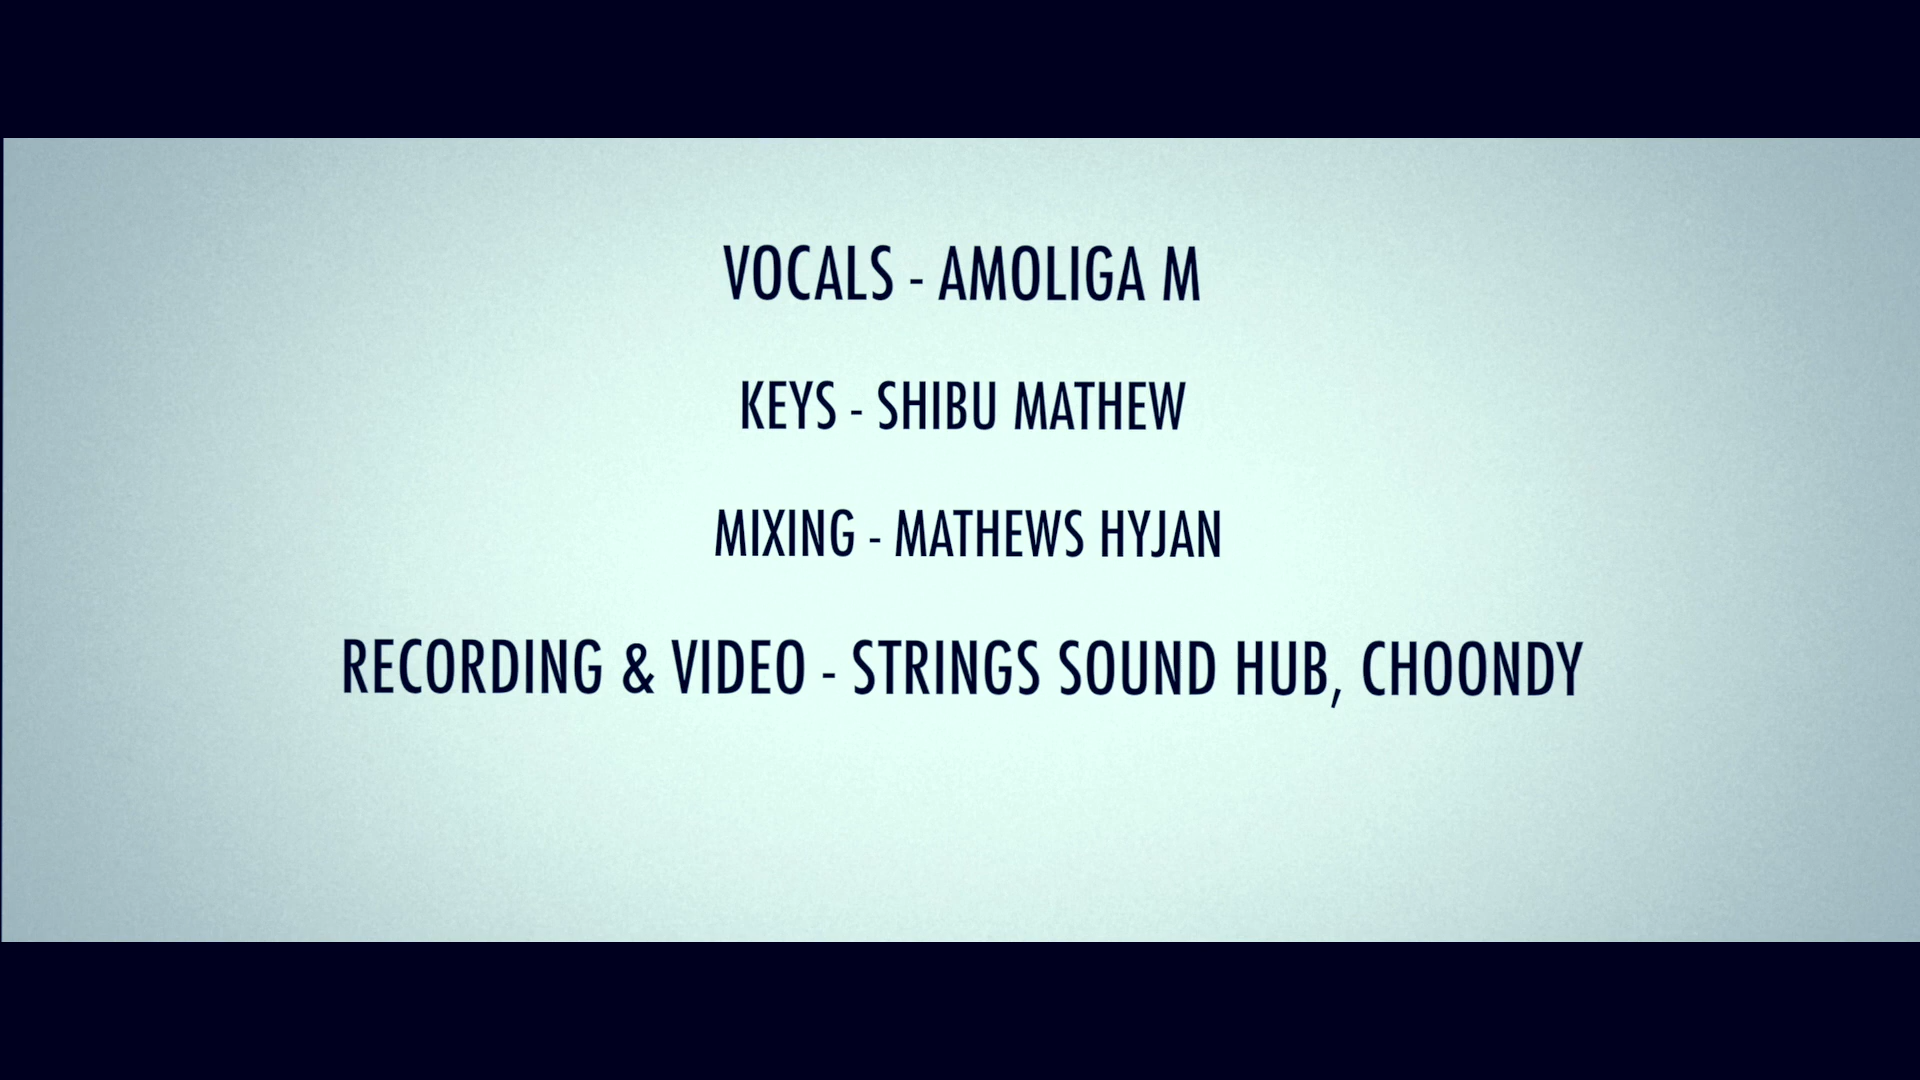 VOCALS - AMOLIGA M
KEYS - SHIBU MATHEW
MIXING - MATHEWS HYJAN
RECORDING & VIDEO - STRINGS SOUND HUB, CHOONDY